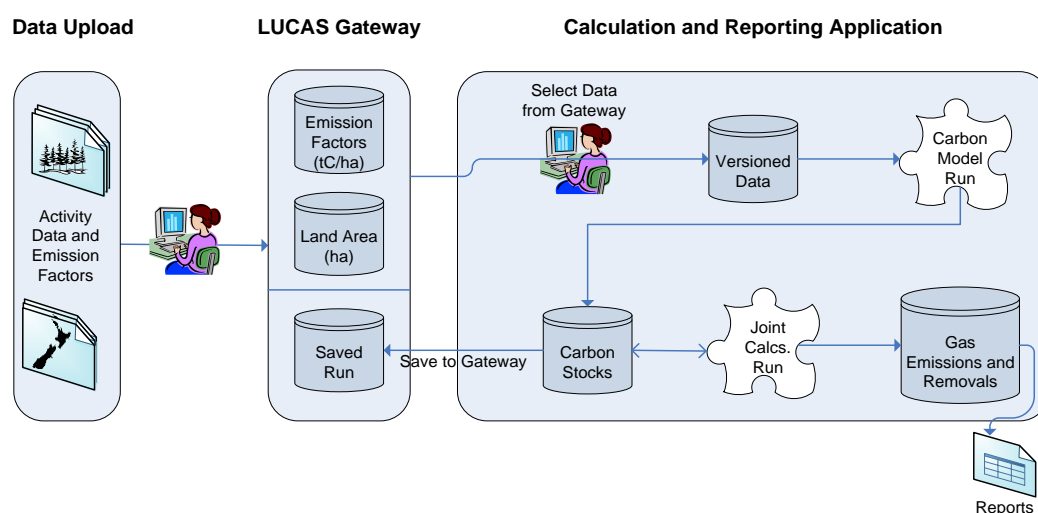 Data Upload
LUCAS Gateway
Calculation and Reporting Application
Activity
Data and
Emission
Factors
Emission
Factors
(tC/ha)
Land Area
(ha)
Saved
Run
Select Data
from Gateway
Versioned
Data
Carbon
Model
Run
Save to Gateway
Carbon
Stocks
Joint
Calcs.
Run
Gas
Emissions and
Removals
Reports